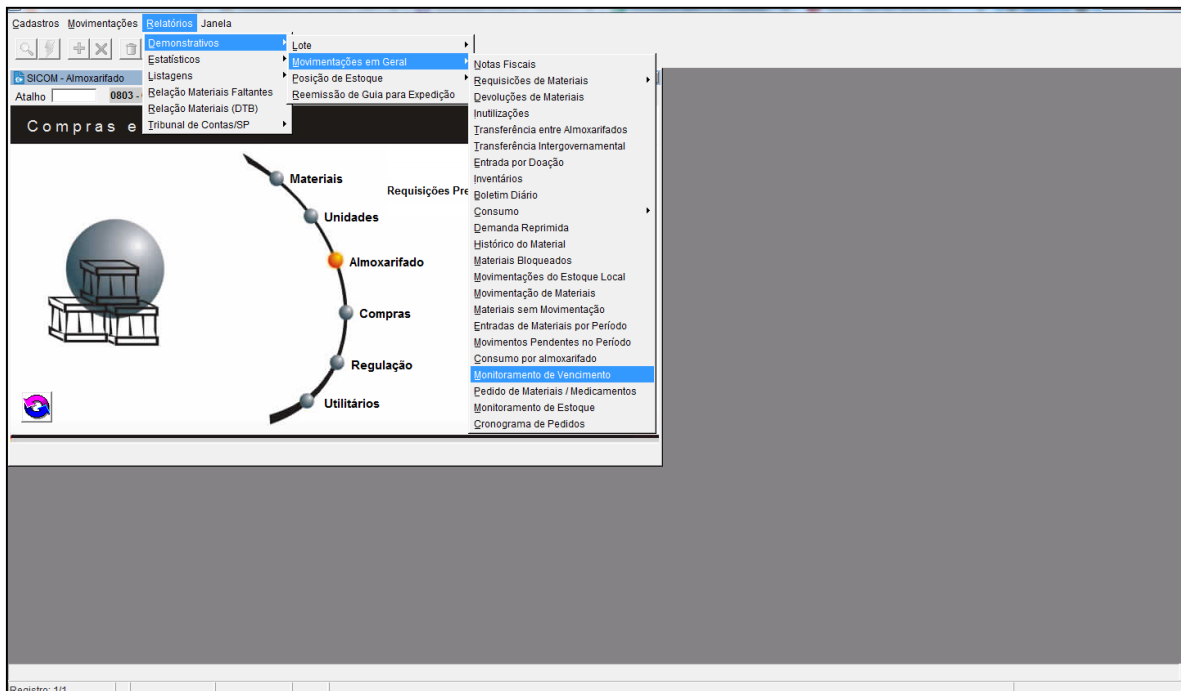 Cadastros Movimentações Relatórios Janela
Demonstrativos
Estatísticos
Listagens
Relação Materiais Faltantes
Relação Materiais (DTB)
Tribunal de Contas/SP
Lote
Movimentações em Geral
Posição de Estoque
Reemissão de Guia para Expedição
Notas Fiscais
Requisições de Materiais
Devoluções de Materiais
Inutilizações
Transferência entre Almoxarifados
Transferência Intergovernamental
Entrada por Doação
Inventários
Boletim Diário
Consumo
Demanda Reprimida
Histórico do Material
Materiais Bloqueados
Movimentações do Estoque Local
Movimentação de Materiais
Materiais sem Movimentação
Entradas de Materiais por Período
Movimentos Pendentes no Período
Consumo por almoxarifado
Monitoramento de Vencimento
Pedido de Materiais / Medicamentos
Monitoramento de Estoque
Cronograma de Pedidos
SICOM - Almoxarifado
Atalho 0803 -
Compras e
Materiais
Requisições Pre
Unidades
Almoxarifado
Compras
Regulação
Utilitários
Registro: 1/1